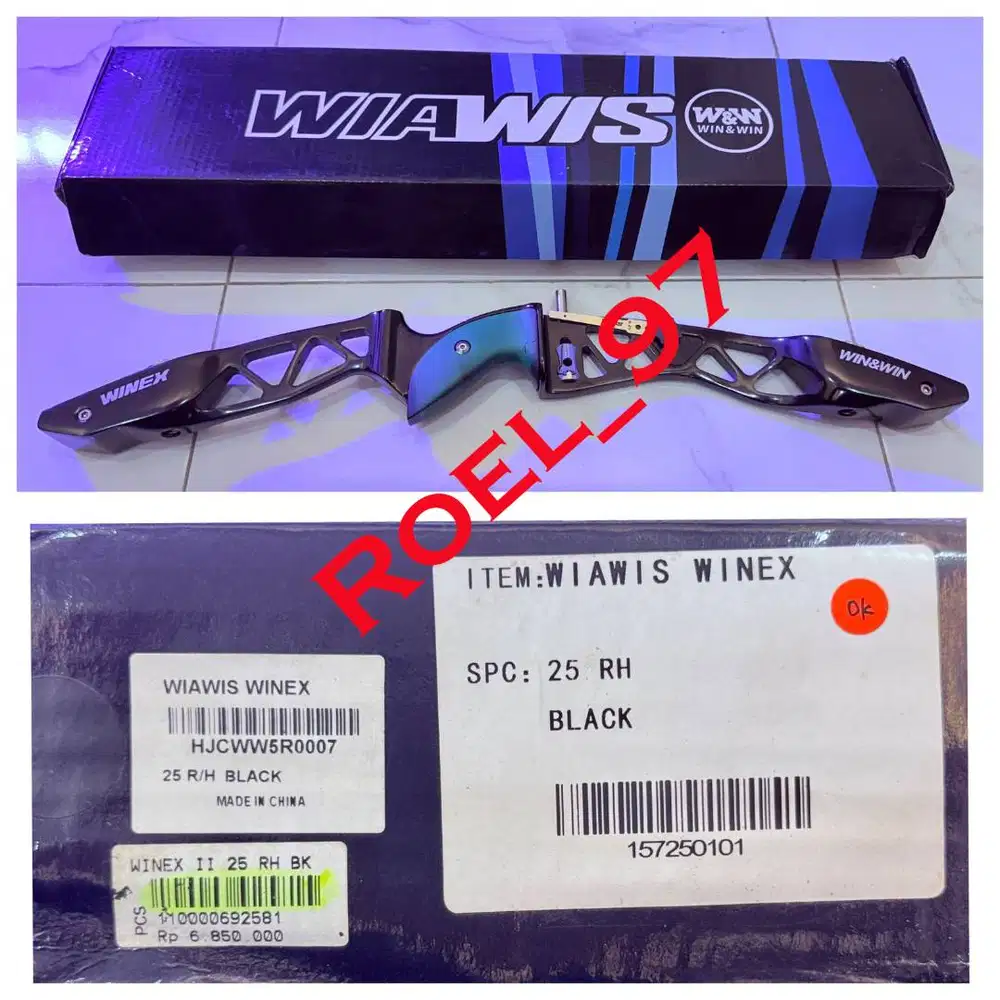 WIAWIS
W&W
WIN&WIN
WINEX
WIN&WIN
ROEL_97
ITEM:WIAWIS WINEX
Ok
SPC: 25 RH
BLACK
157250101
WIAWIS WINEX
HJCWW5R0007
25 R/H BLACK
MADE IN CHINA
WINEX II 25 RH BK
PCS
110000692581
Rp 6.850.000